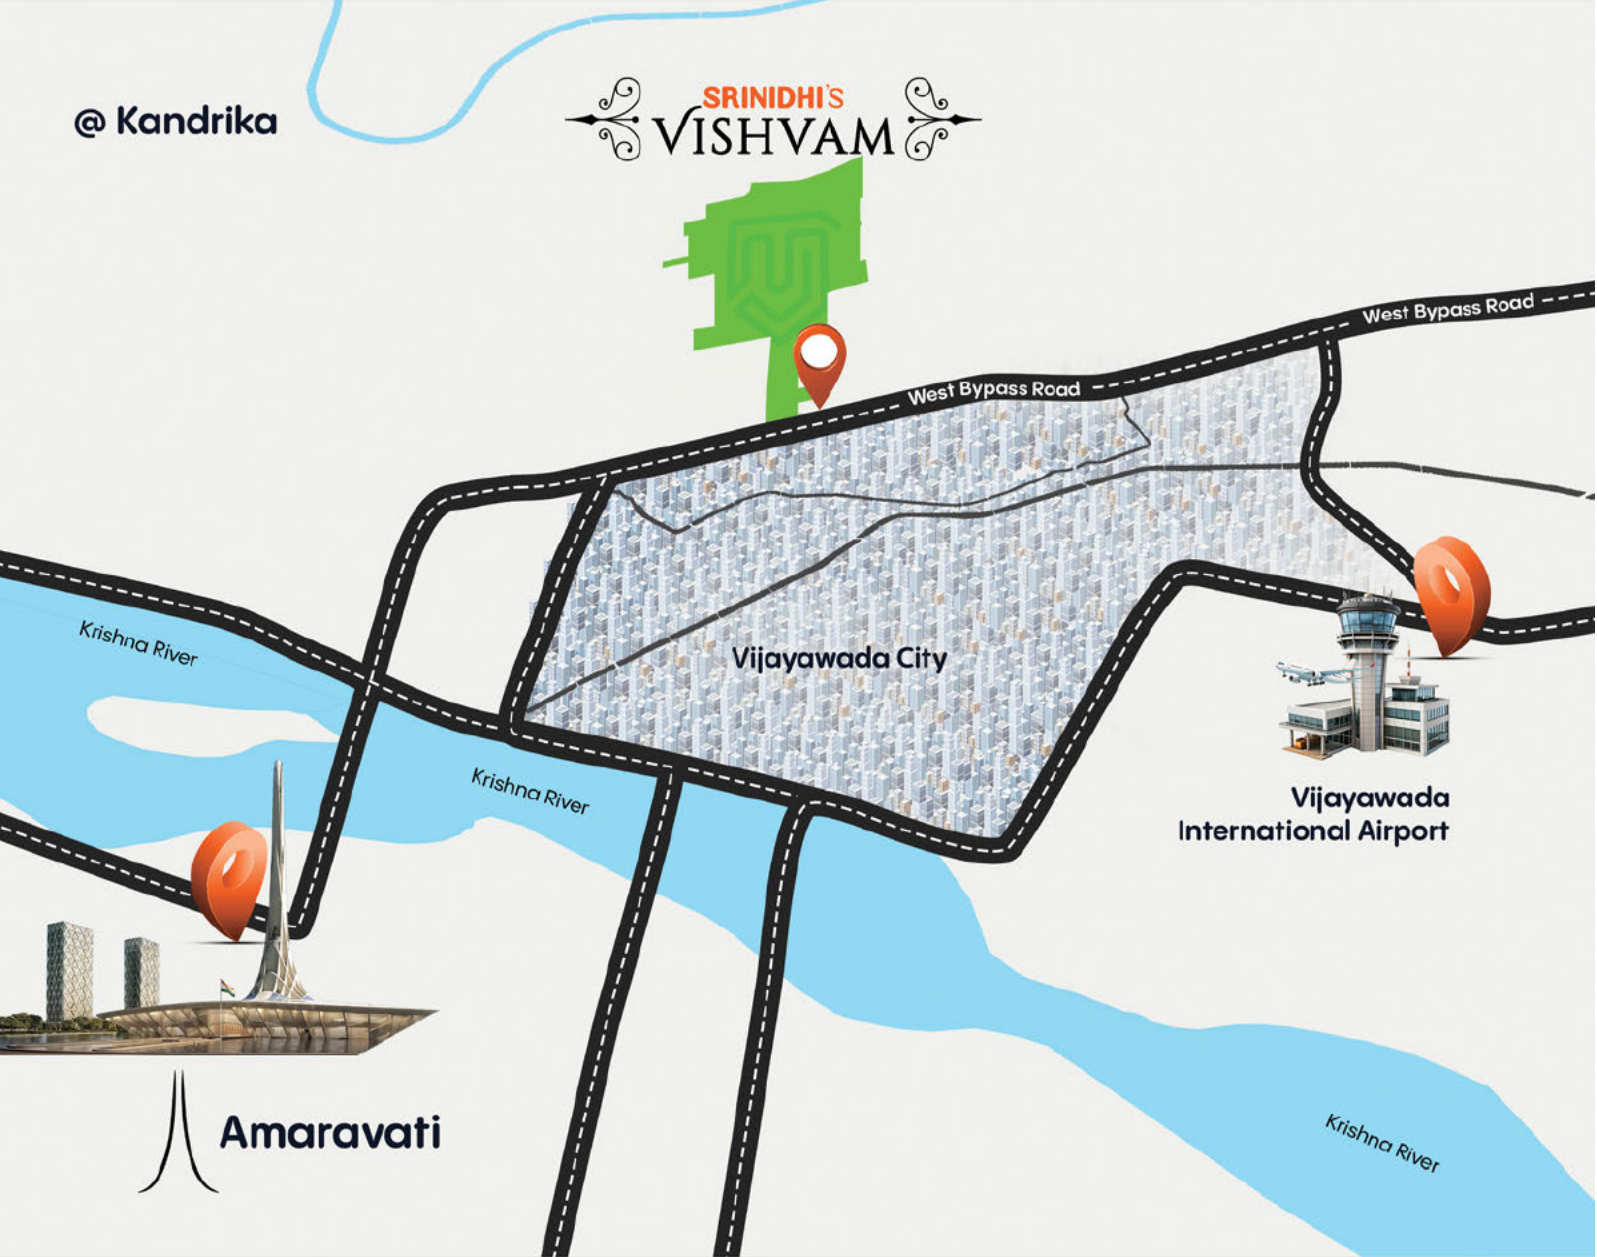 @ Kandrika
SRINIDHI'S
VISHVAM
West Bypass Road
West Bypass Road
Krishna River
Vijayawada City
Krishna River
Vijayawada
International Airport
Amaravati
Krishna River